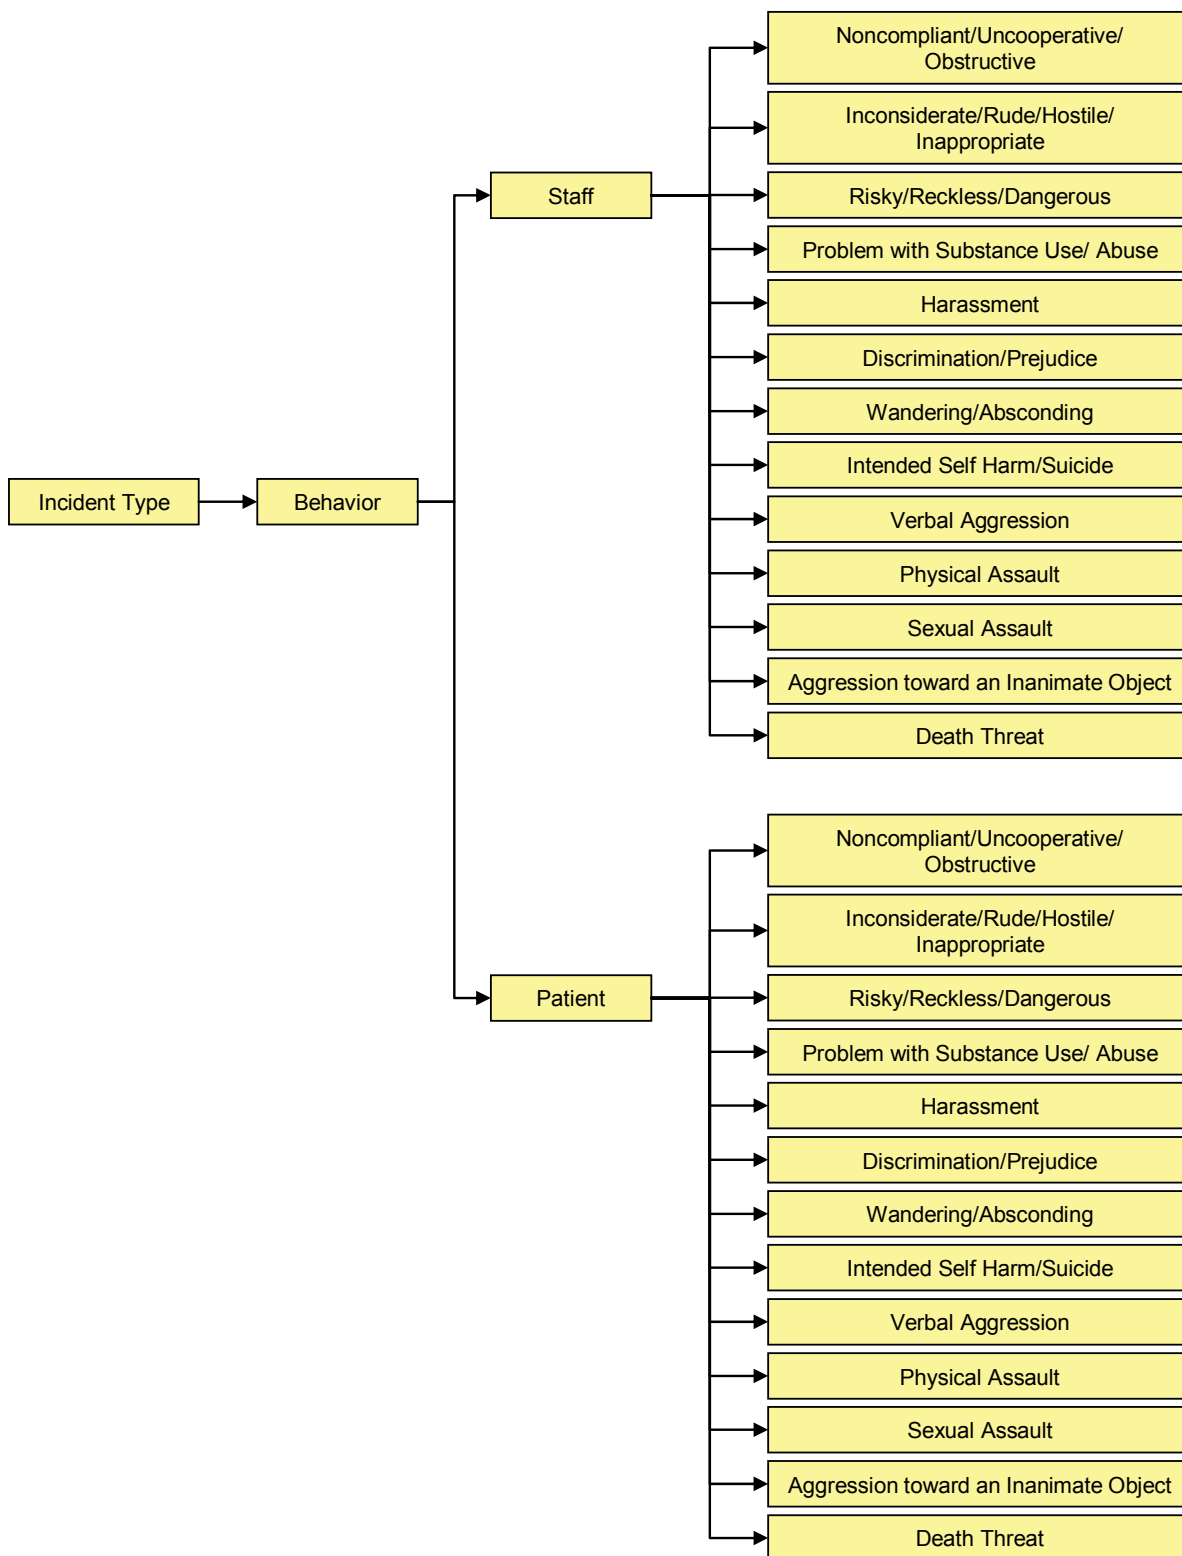 Incident Type
Behavior
Staff
Noncompliant/Uncooperative/
Obstructive
Inconsiderate/Rude/Hostile/
Inappropriate
Risky/Reckless/Dangerous
Problem with Substance Use/ Abuse
Harassment
Discrimination/Prejudice
Wandering/Absconding
Intended Self Harm/Suicide
Verbal Aggression
Physical Assault
Sexual Assault
Aggression toward an Inanimate Object
Death Threat
Patient
Noncompliant/Uncooperative/
Obstructive
Inconsiderate/Rude/Hostile/
Inappropriate
Risky/Reckless/Dangerous
Problem with Substance Use/ Abuse
Harassment
Discrimination/Prejudice
Wandering/Absconding
Intended Self Harm/Suicide
Verbal Aggression
Physical Assault
Sexual Assault
Aggression toward an Inanimate Object
Death Threat